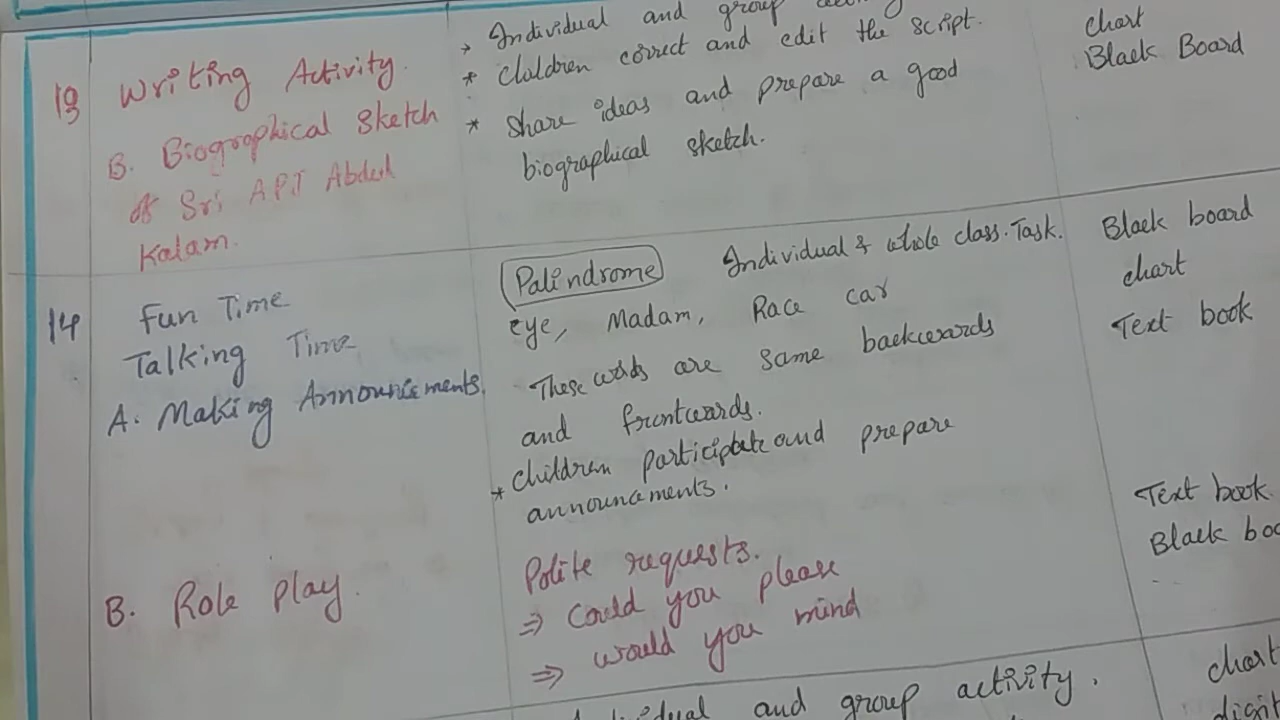 * Individual and group
13 Writing Activity.
* Children correct and edit the script.
chart
Black Board
B. Biographical Sketch
* Share ideas and prepare a good
of Sri APJ Abdul
biographical sketch.
Kalam.
14 Fun Time
Palindrome Individual & whole class. Task.
Black board
Talking Time
eye, Madam, Race car
chart
A. Making Announcements.
These words are same backwards
Text book
and frontwards.
* children participate and prepare
announcements.
Text book
B. Role play.
Polite requests.
Black boa
⇒ Could you please
⇒ would you mind
and group activity.
chart